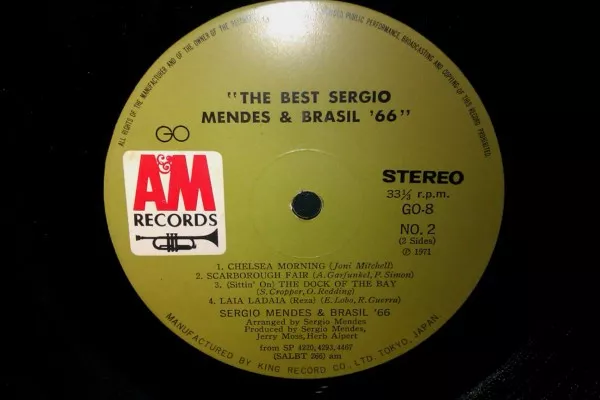 ALL RIGHTS OF THE MANUFACTURER AND OF THE OWNER OF THE
PUBLIC PERFORMANCE, BROADCASTING AND COPYING OF THIS RECORD PROHIBITED.
"THE BEST SERGIO
MENDES & BRASIL '66"
GO
A&M
RECORDS
STEREO
33⅓ r.p.m.
GO-8
NO. 2
(2 Sides)
℗ 1971
1. CHELSEA MORNING (Joni Mitchell)
2. SCARBOROUGH FAIR (A. Garfunkel, P. Simon)
3. (Sittin' On) THE DOCK OF THE BAY
(S. Cropper, O. Redding)
4. LAIA LADAIA (Reza) (E. Lobo, R. Guerra)
SERGIO MENDES & BRASIL '66
Arranged by Sergio Mendes
Produced by Sergio Mendes,
Jerry Moss, Herb Alpert
from SP 4220, 4293, 4407
(SALBT 266) am
MANUFACTURED BY KING RECORD CO., LTD. TOKYO, JAPAN.